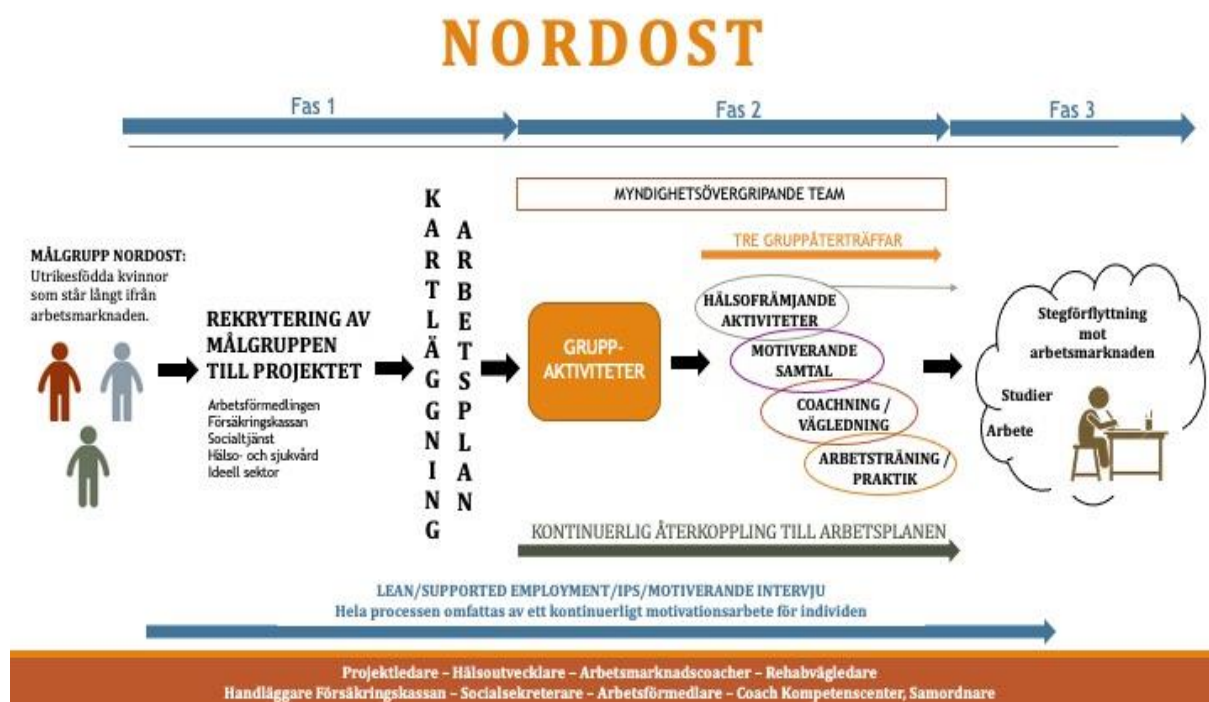 NORDOST
Fas 1
Fas 2
Fas 3
MÅLGRUPP NORDOST:
Utrikesfödda kvinnor
som står långt ifrån
arbetsmarknaden.
REKRYTERING AV
MÅLGRUPPEN
TILL PROJEKTET
Arbetsförmedlingen
Försäkringskassan
Socialtjänst
Hälso- och sjukvård
Ideell sektor
KARTLÄGGNING
ARBETSPLAN
MYNDIGHETSÖVERGRIPANDE TEAM
TRE GRUPPÅTERTRÄFFAR
GRUPP-
AKTIVITETER
HÄLSOFRÄMJANDE
AKTIVITETER
MOTIVERANDE
SAMTAL
COACHNING /
VÄGLEDNING
ARBETSTRÄNING /
PRAKTIK
Stegförflyttning
mot
arbetsmarknaden
Studier
Arbete
KONTINUERLIG ÅTERKOPPLING TILL ARBETSPLANEN
LEAN/SUPPORTED EMPLOYMENT/IPS/MOTIVERANDE INTERVJU
Hela processen omfattas av ett kontinuerligt motivationsarbete för individen
Projektledare – Hälsoutvecklare – Arbetsmarknadscoacher – Rehabvägledare
Handläggare Försäkringskassan – Socialsekreterare – Arbetsförmedlare – Coach Kompetenscenter, Samordnare